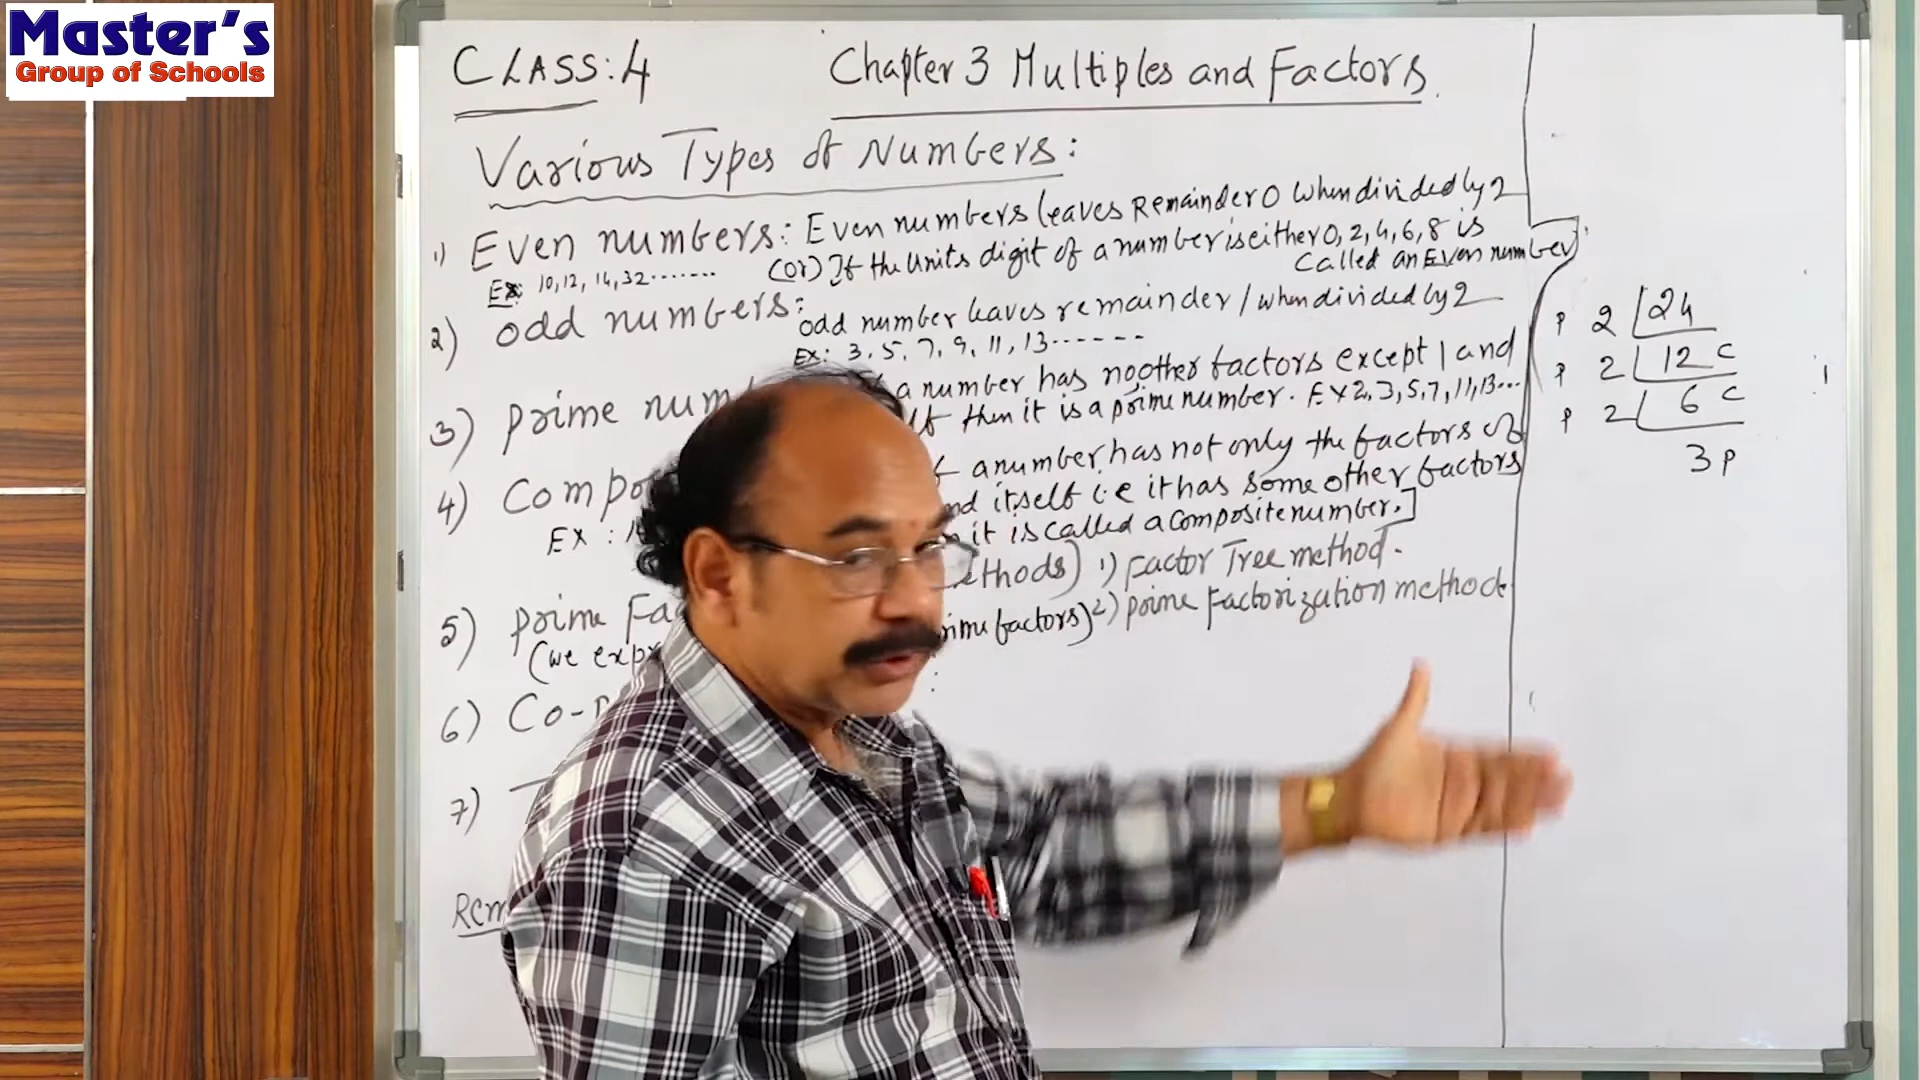 Master's
Group of Schools
CLASS: 4
Chapter 3 Multiples and Factors.
Various Types of Numbers:
1) Even numbers: Even numbers leaves Remainder 0 when divided by 2
(or) If the units digit of a number is either 0, 2, 4, 6, 8 is
called an Even number
Ex: 10, 12, 14, 32.......
2) odd numbers: odd number leaves remainder 1 when divided by 2
Ex: 3, 5, 7, 9, 11, 13......
3) prime num a number has no other factors except 1 and
then it is a prime number. Ex 2, 3, 5, 7, 11, 13...
4) Compo a number has not only the factors of
nd itself i.e it has some other factors
it is called a composite number.]
Ex :
5) prime Fa ethods) 1) Factor Tree method.
(we expr ime factors) 2) prime Factorization method.
6) Co-p :
7)
Rem
p 2 24
p 2 12 c
p 2 6 c
3 p